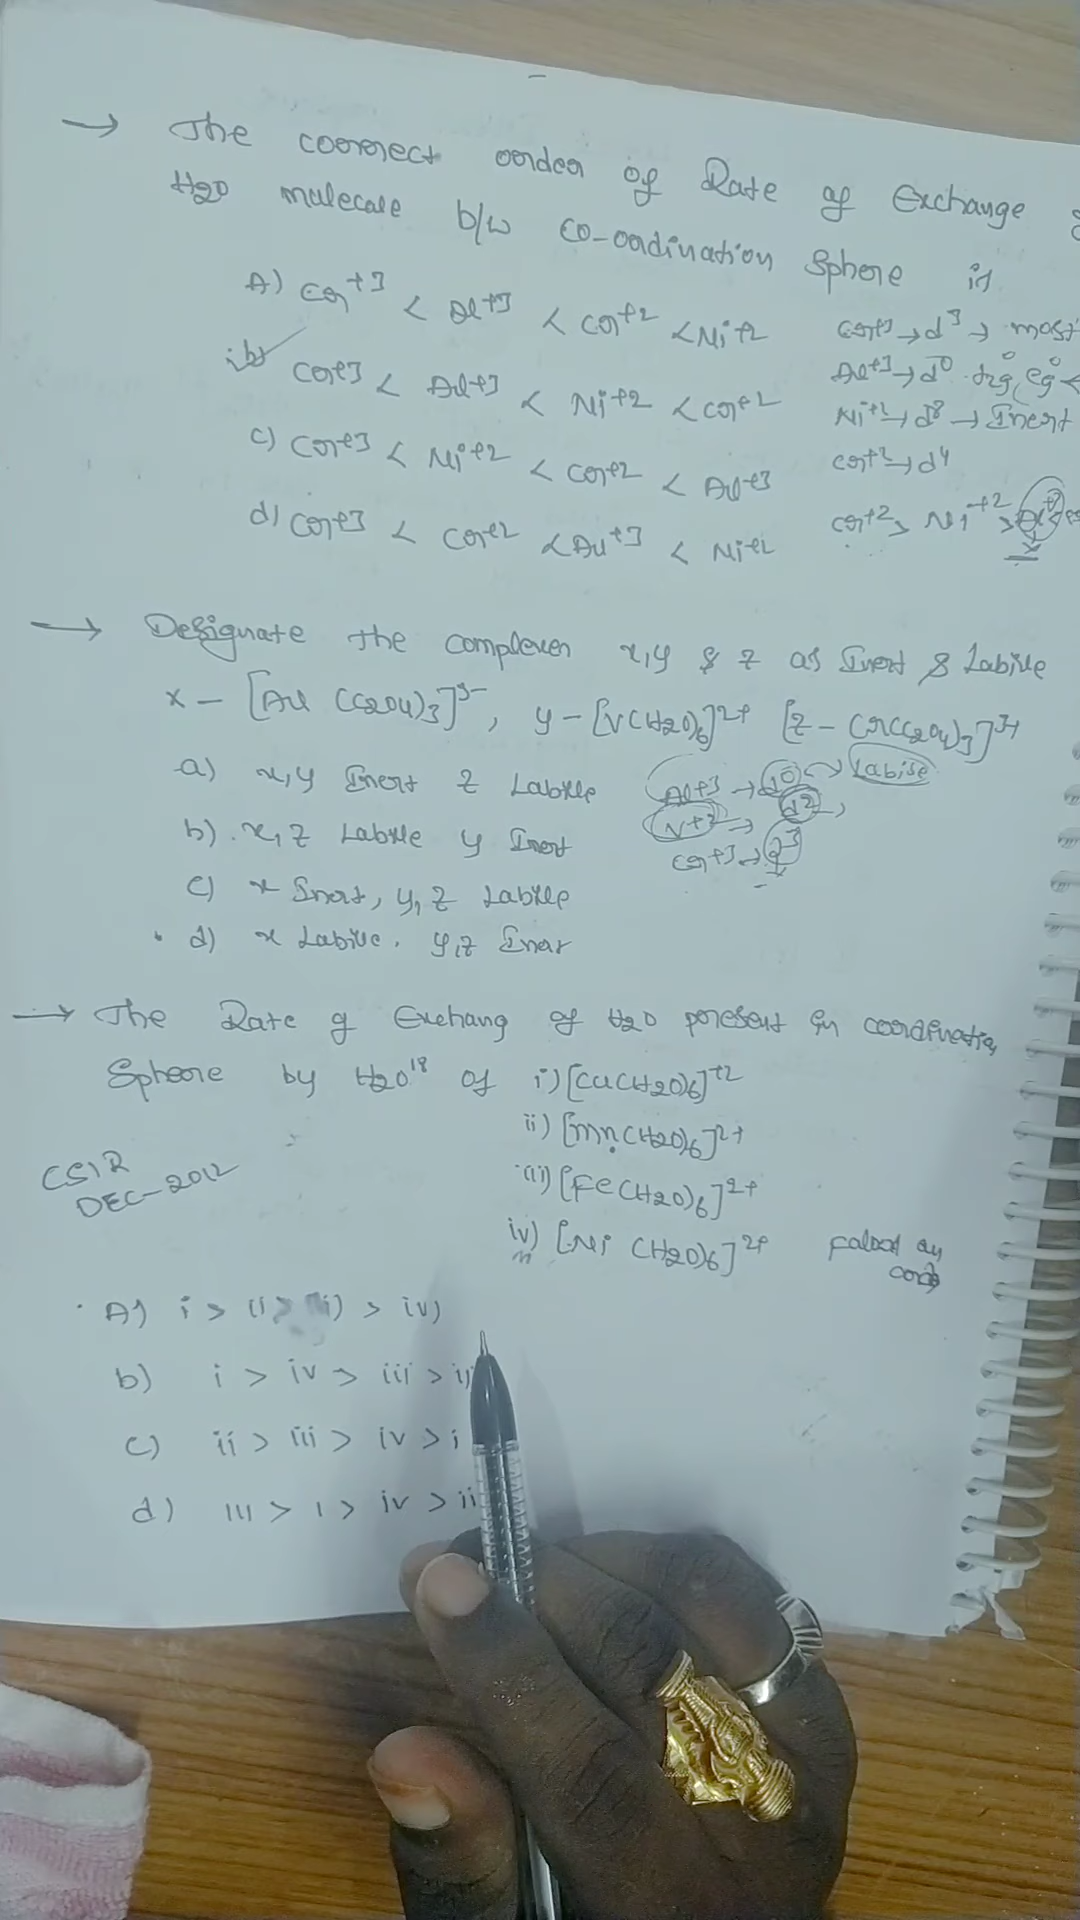 → The correct order of Rate of Exchange
H2O malecule b/w co-ordination Sphere is
A) Cr+3 < Al+3 < Cr+2 < Ni+2
Cr+3 → d3 → most
b) Cr+3 < Al+3 < Ni+2 < Cr+2
Al+3 → d0 t2g0, eg0
Ni+2 → d8 → Inert
c) Cr+3 < Ni+2 < Cr+2 < Al+3
Cr+2 → d4
d) Cr+3 < Cr+2 < Al+3 < Ni+2
Cr+2 > Ni+2 >
→ Designate the complexes x, y & z as Inert & Labile
x - [Al (C2O4)3]3-, y - [V(H2O)6]2+ [z - Cr(C2O4)3]3+
a) x, y Inert z Labile
Al+3 → d0 → Labile
V+2 → d2,
b) x, z Labile y Inert
Cr+3 → d3
c) x Inert, y, z Labile
d) x Labile. y, z Inert
→ The Rate of Exchang of H2O present in coordination
Sphere by H2O18 of i) [Cu(H2O)6]+2
ii) [Mn(H2O)6]2+
CSIR
DEC-2012
iii) [Fe(H2O)6]2+
iv) [Ni (H2O)6]2+
A) i > ii > iii > iv)
b) i > iv > iii > ii
c) ii > iii > iv > i
d) III > I > iv > ii